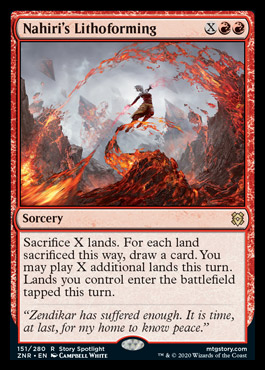 Nahiri's Lithoforming XRR
Sorcery
Sacrifice X lands. For each land
sacrificed this way, draw a card. You
may play X additional lands this turn.
Lands you control enter the battlefield
tapped this turn.
“Zendikar has suffered enough. It is time,
at last, for my home to know peace.”
151/280 R Story Spotlight mtgstory.com
ZNR • EN CAMPBELL WHITE ™ & © 2020 Wizards of the Coast